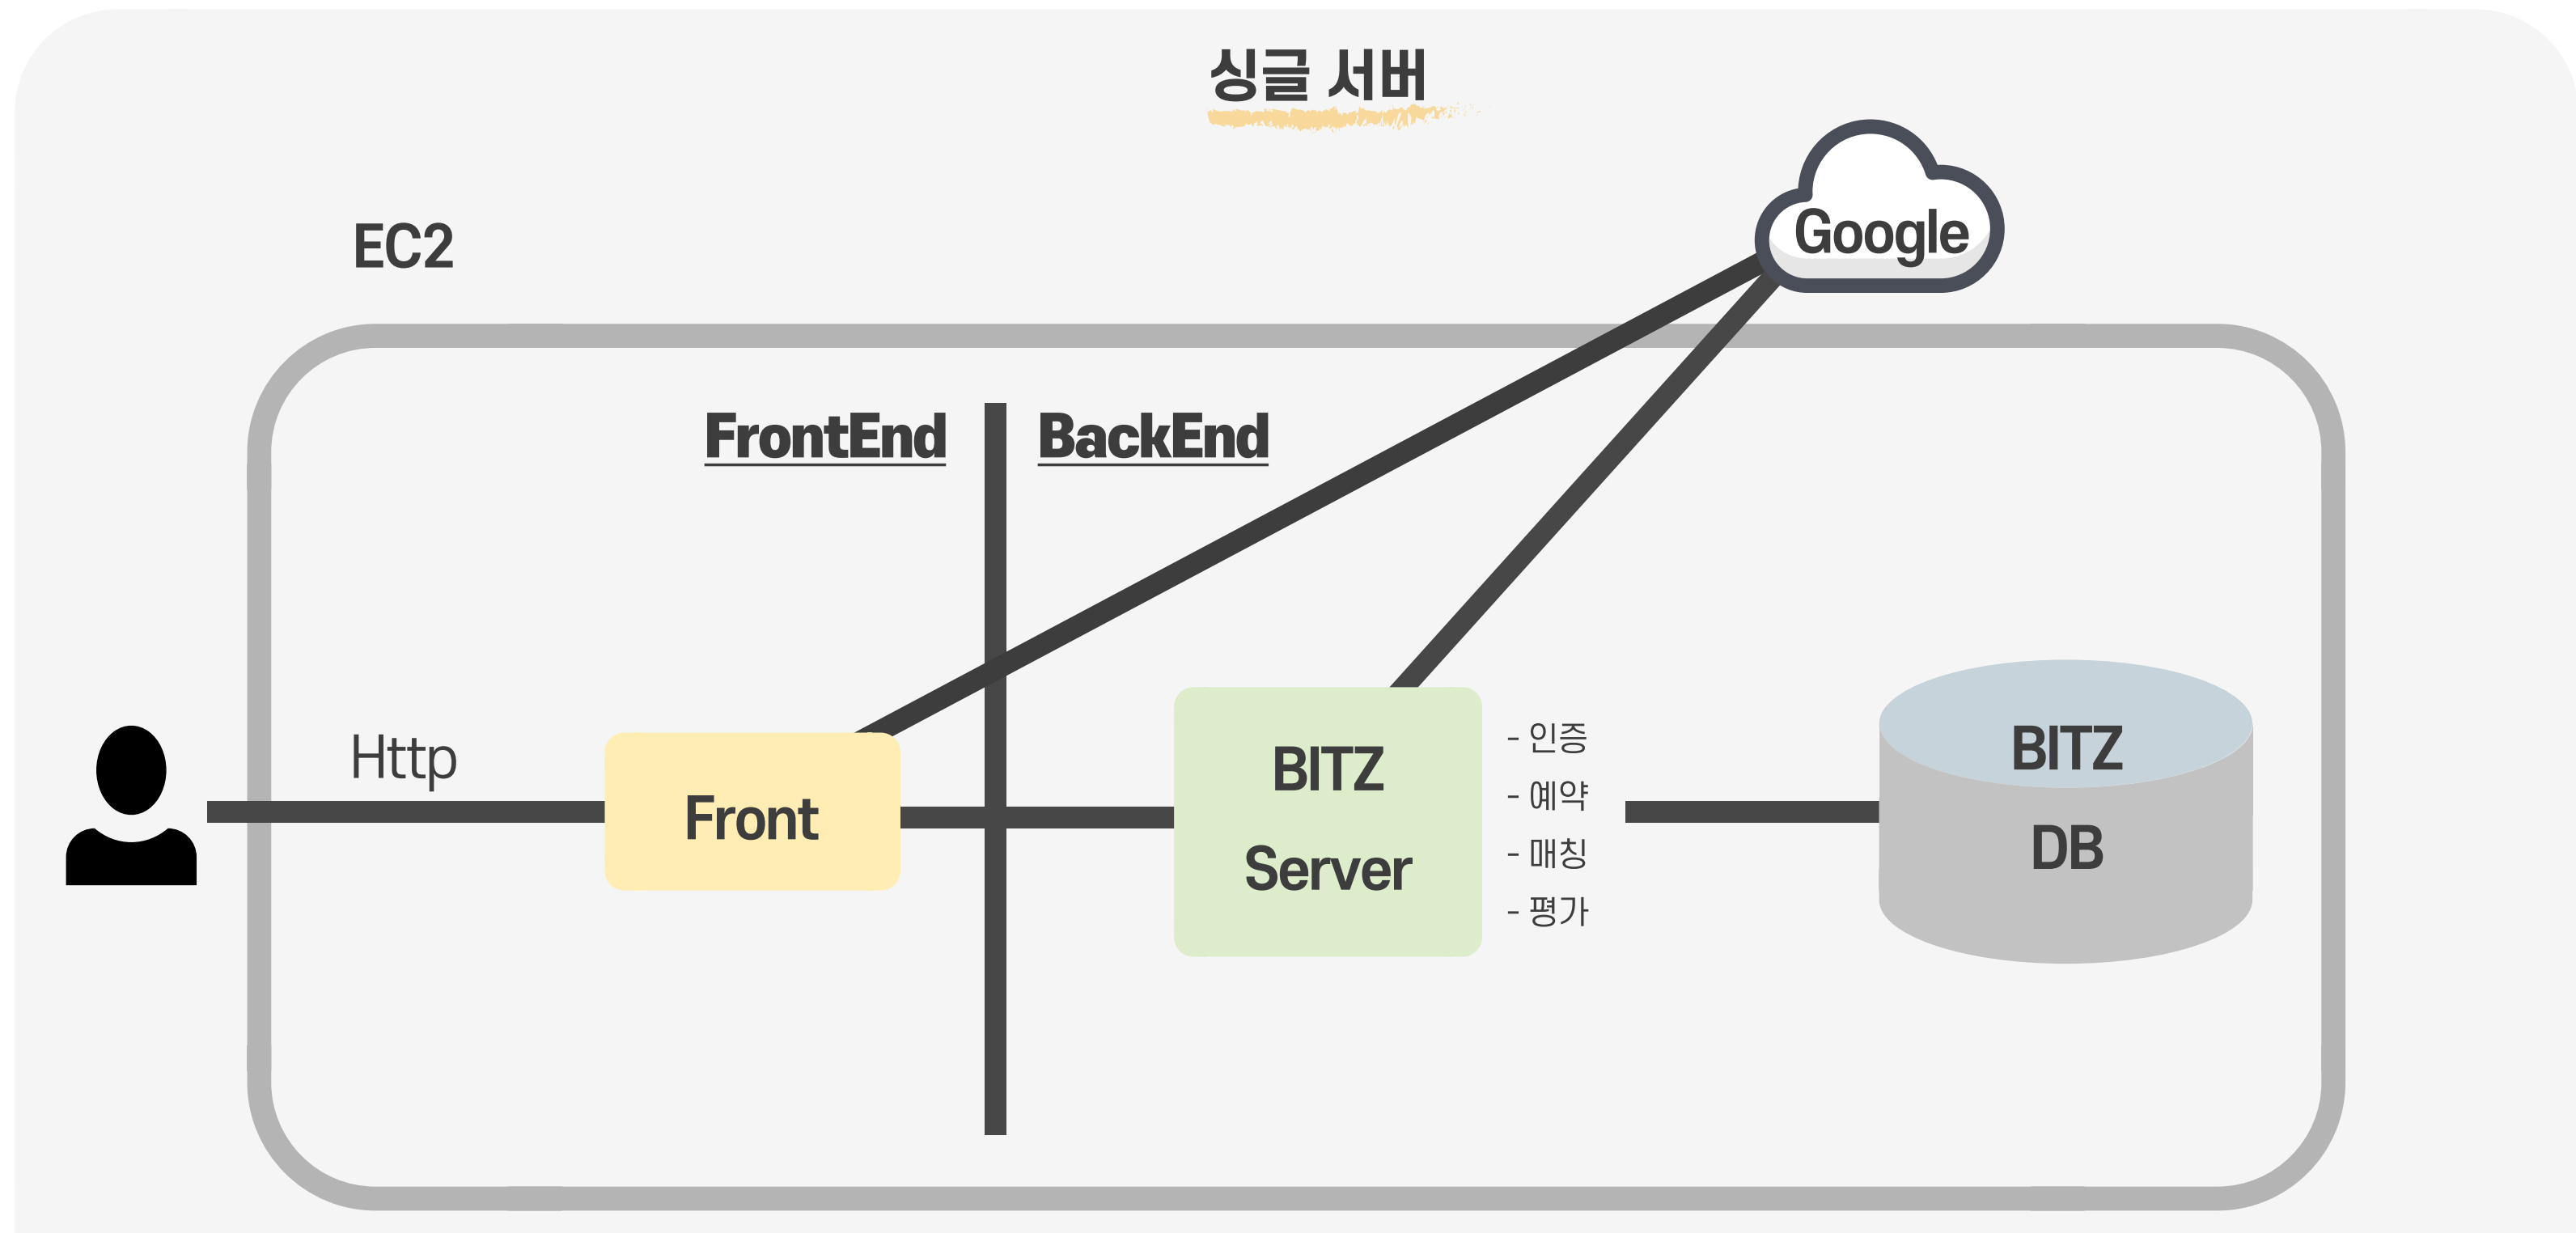 싱글 서버
Google
EC2
FrontEnd
BackEnd
Http
Front
BITZ
Server
- 인증
- 예약
- 매칭
- 평가
BITZ
DB